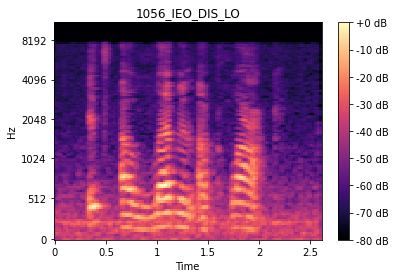 1056_IEO_DIS_LO
8192
4096
2048
1024
512
0
Hz
0
0.5
1
1.5
2
2.5
Time
+0 dB
-10 dB
-20 dB
-30 dB
-40 dB
-50 dB
-60 dB
-70 dB
-80 dB